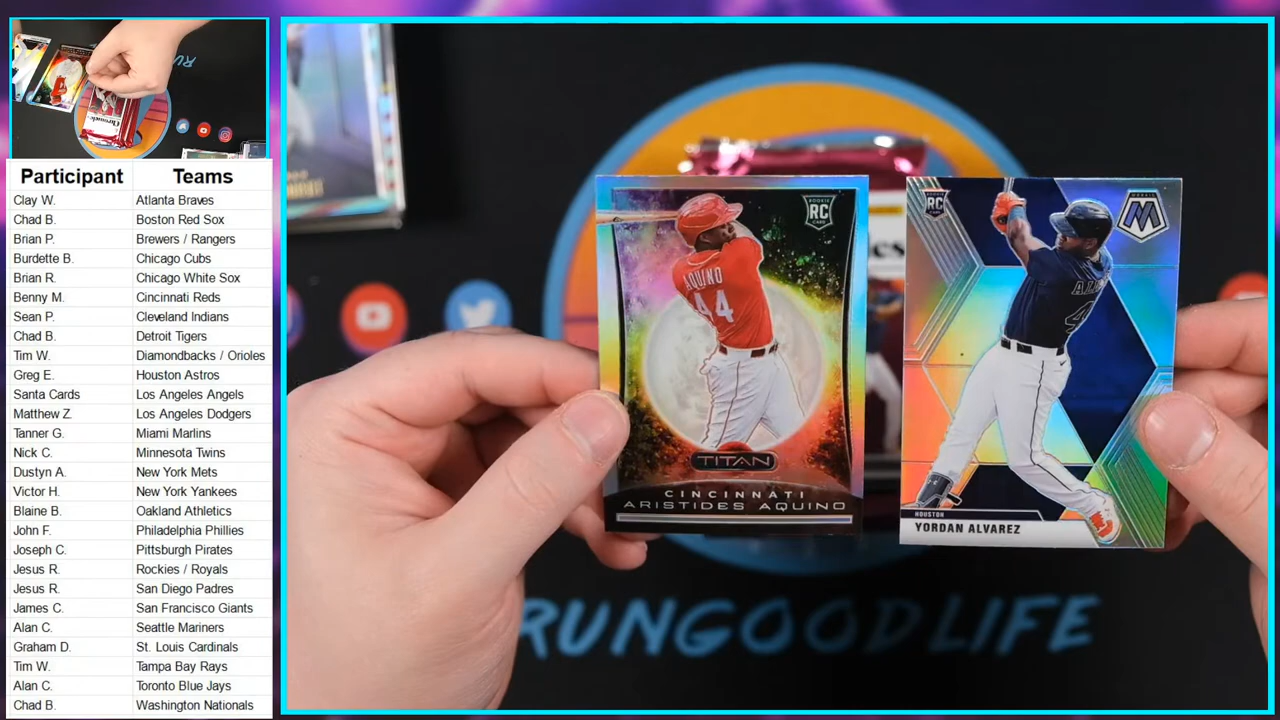 Participant Teams
Clay W. Atlanta Braves
Chad B. Boston Red Sox
Brian P. Brewers / Rangers
Burdette B. Chicago Cubs
Brian R. Chicago White Sox
Benny M. Cincinnati Reds
Sean P. Cleveland Indians
Chad B. Detroit Tigers
Tim W. Diamondbacks / Orioles
Greg E. Houston Astros
Santa Cards Los Angeles Angels
Matthew Z. Los Angeles Dodgers
Tanner G. Miami Marlins
Nick C. Minnesota Twins
Dustyn A. New York Mets
Victor H. New York Yankees
Blaine B. Oakland Athletics
John F. Philadelphia Phillies
Joseph C. Pittsburgh Pirates
Jesus R. Rockies / Royals
Jesus R. San Diego Padres
James C. San Francisco Giants
Alan C. Seattle Mariners
Graham D. St. Louis Cardinals
Tim W. Tampa Bay Rays
Alan C. Toronto Blue Jays
Chad B. Washington Nationals
ROOKIE
RC
CARD
AQUINO
44
TITAN
CINCINNATI
ARISTIDES AQUINO
ROOKIE
RC
CARD
MOSAIC
M
HOUSTON
YORDAN ALVAREZ
RUNGOODLIFE